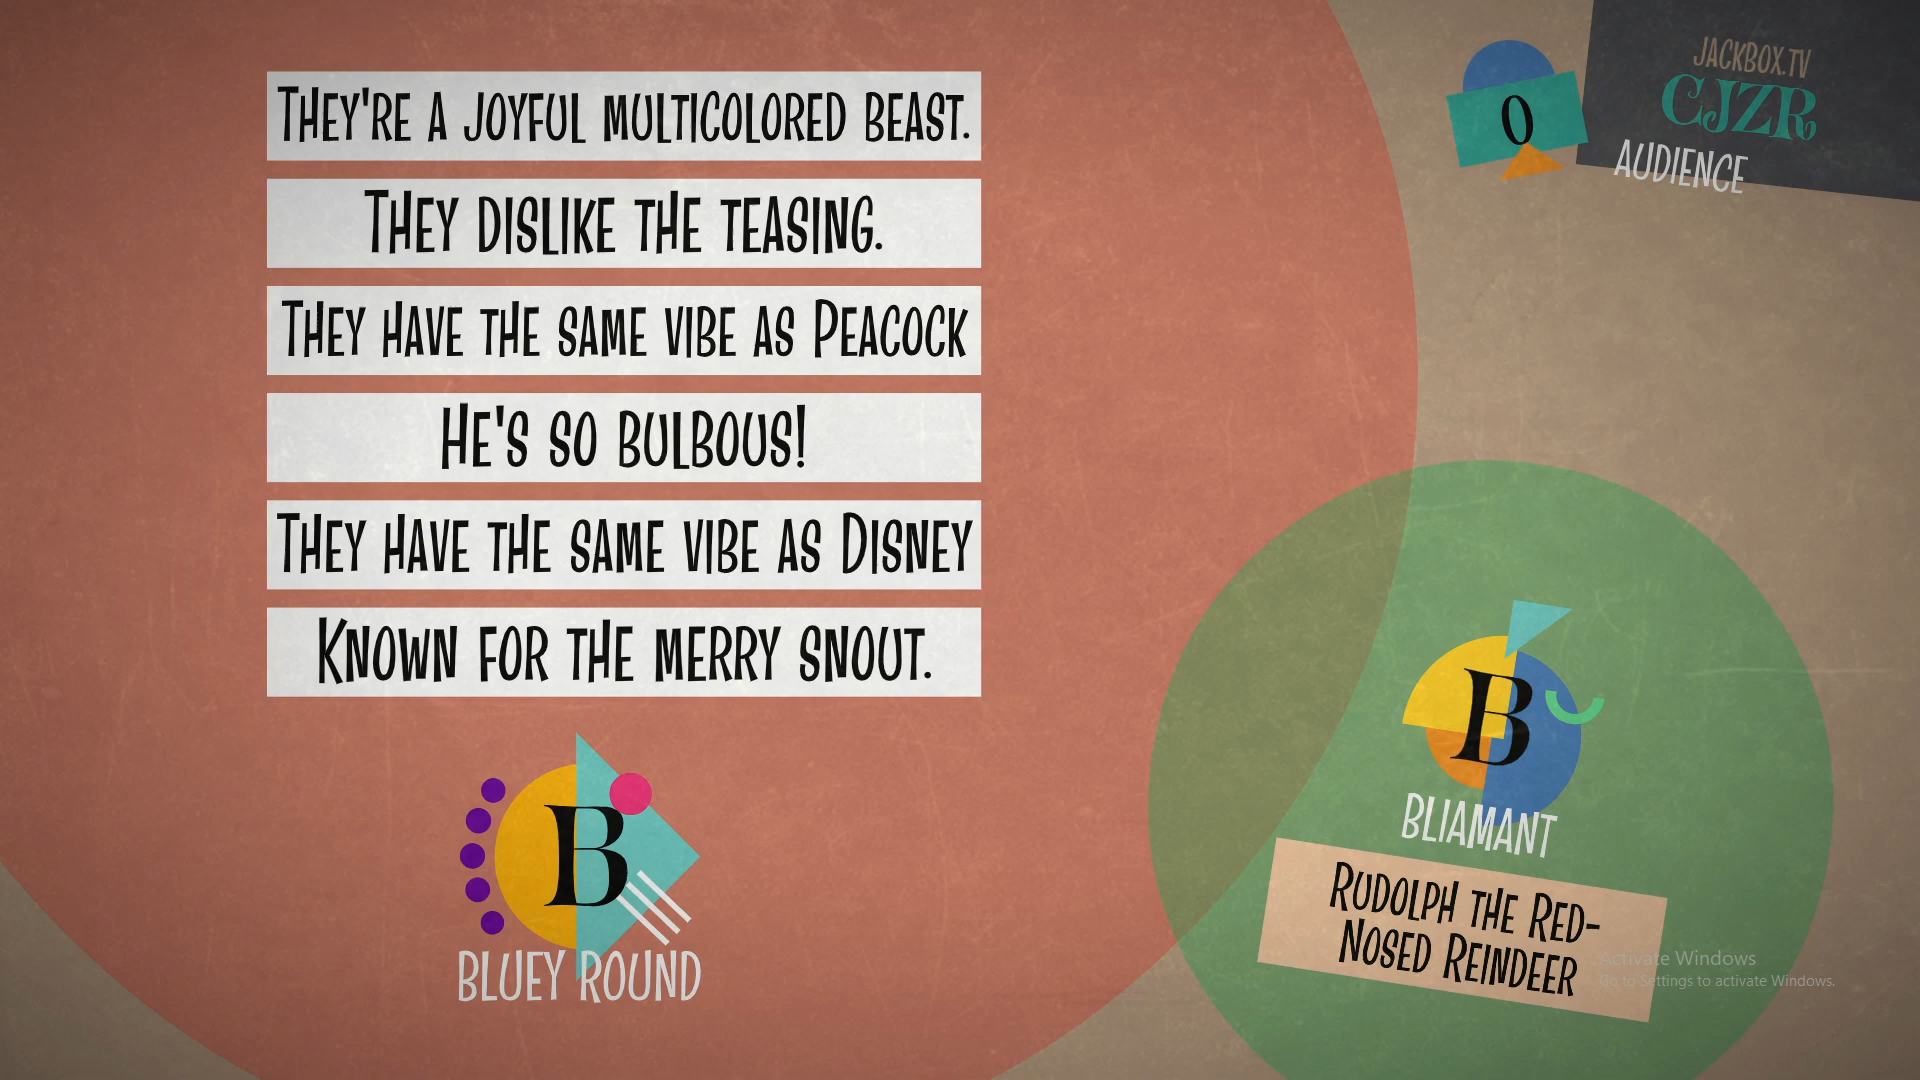 They're a joyful multicolored beast.
They dislike the teasing.
They have the same vibe as Peacock
He's so bulbous!
They have the same vibe as Disney
Known for the merry snout.
B
BLUEY ROUND
0
JACKBOX.TV
CJZR
AUDIENCE
B
BLIAMANT
Rudolph the Red-
Nosed Reindeer
Activate Windows
Go to Settings to activate Windows.